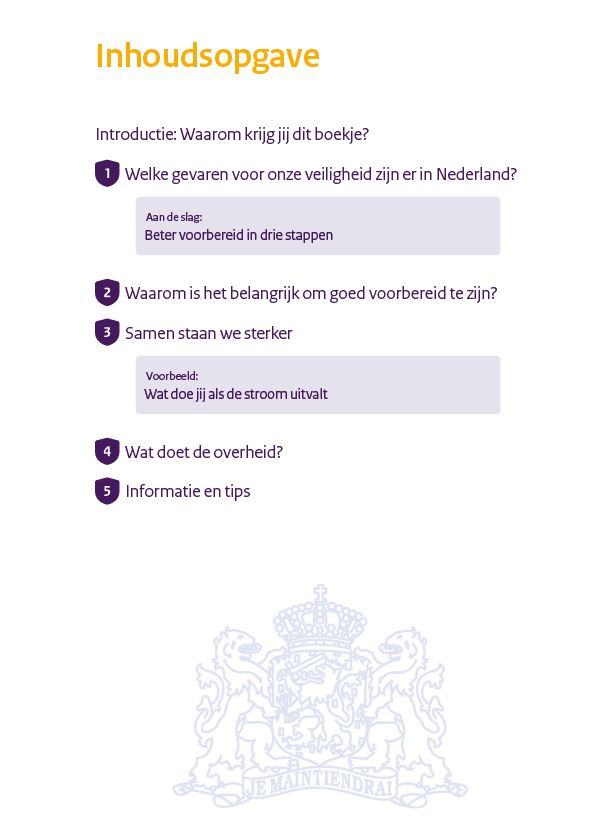 Inhoudsopgave
Introductie: Waarom krijg jij dit boekje?
1 Welke gevaren voor onze veiligheid zijn er in Nederland?
Aan de slag:
Beter voorbereid in drie stappen
2 Waarom is het belangrijk om goed voorbereid te zijn?
3 Samen staan we sterker
Voorbeeld:
Wat doe jij als de stroom uitvalt
4 Wat doet de overheid?
5 Informatie en tips
JE MAINTIENDRAI